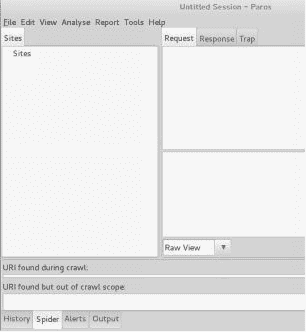 Untitled Session - Paros
File Edit View Analyse Report Tools Help
Sites
Request Response Trap
Sites
Raw View
URI found during crawl:
URI found but out of crawl scope:
History Spider Alerts Output